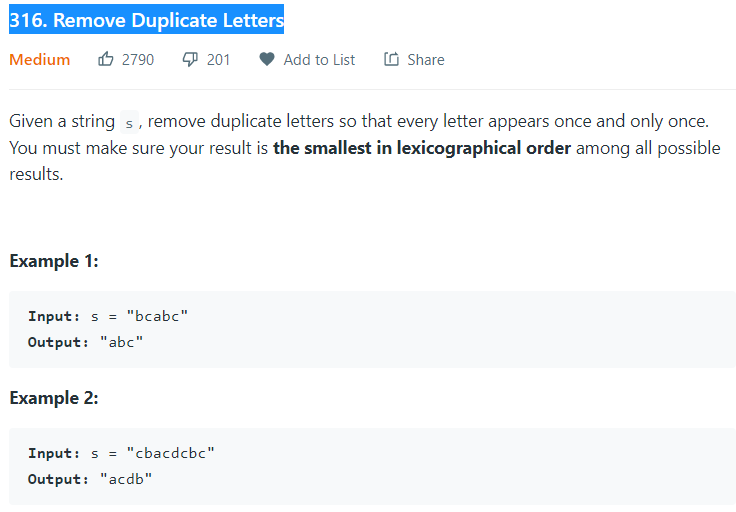 316. Remove Duplicate Letters
Medium 2790 201 Add to List Share
Given a string s, remove duplicate letters so that every letter appears once and only once.
You must make sure your result is the smallest in lexicographical order among all possible
results.
Example 1:
Input: s = "bcabc"
Output: "abc"
Example 2:
Input: s = "cbacdcbc"
Output: "acdb"